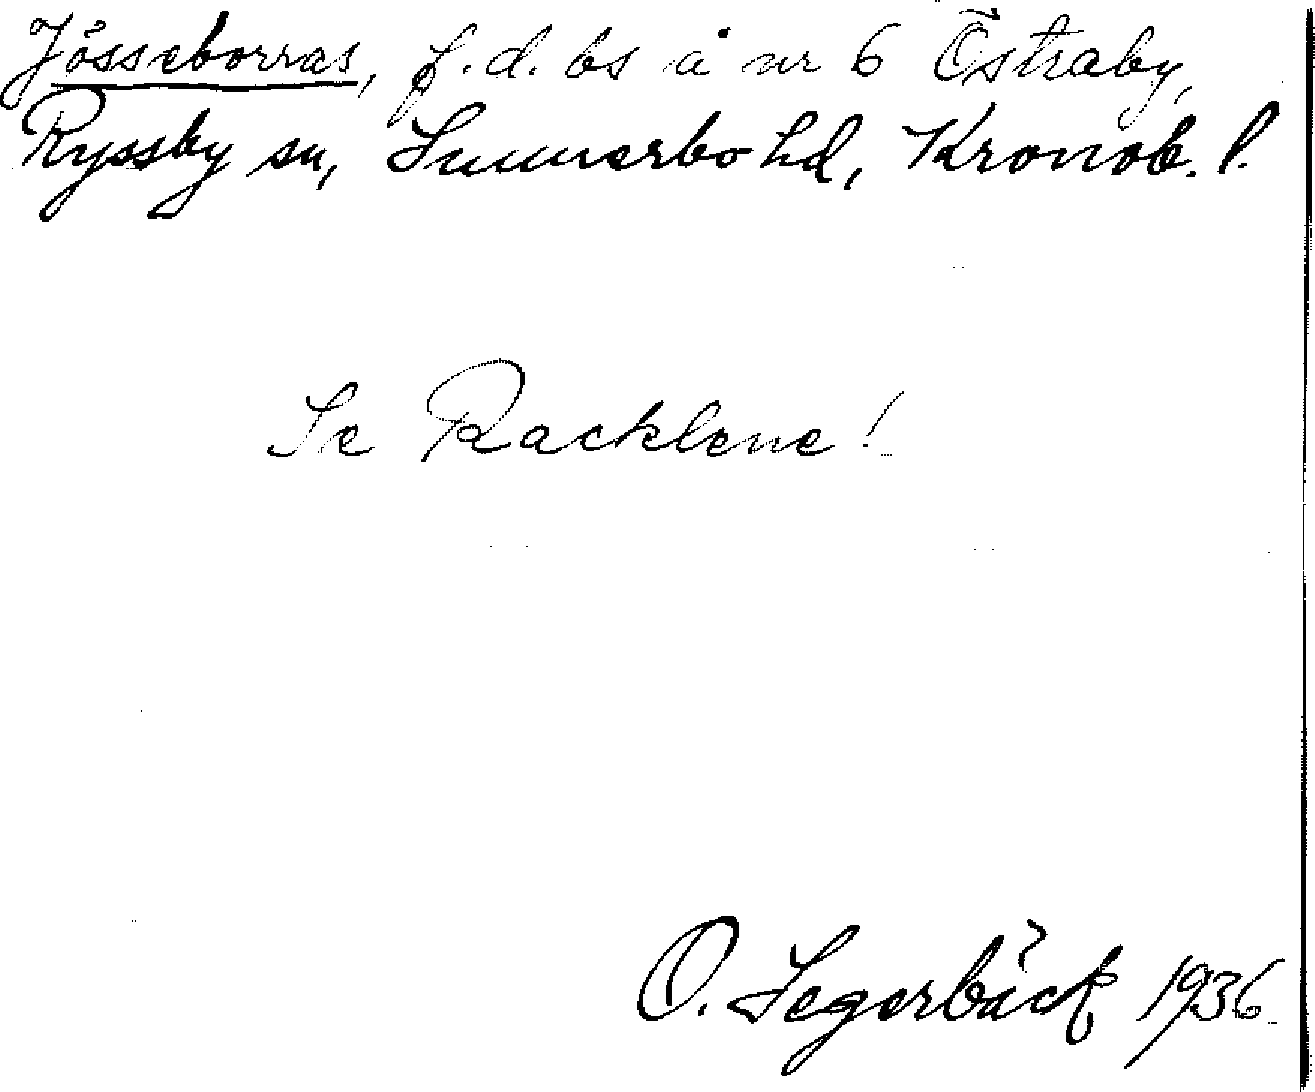 Jösseborras, f.d. bs å nr 6 Östraby,
Ryssby sn, Sunnerbo hd, Kronob. l.
Se Racklene!
O. Segerbäck 1936